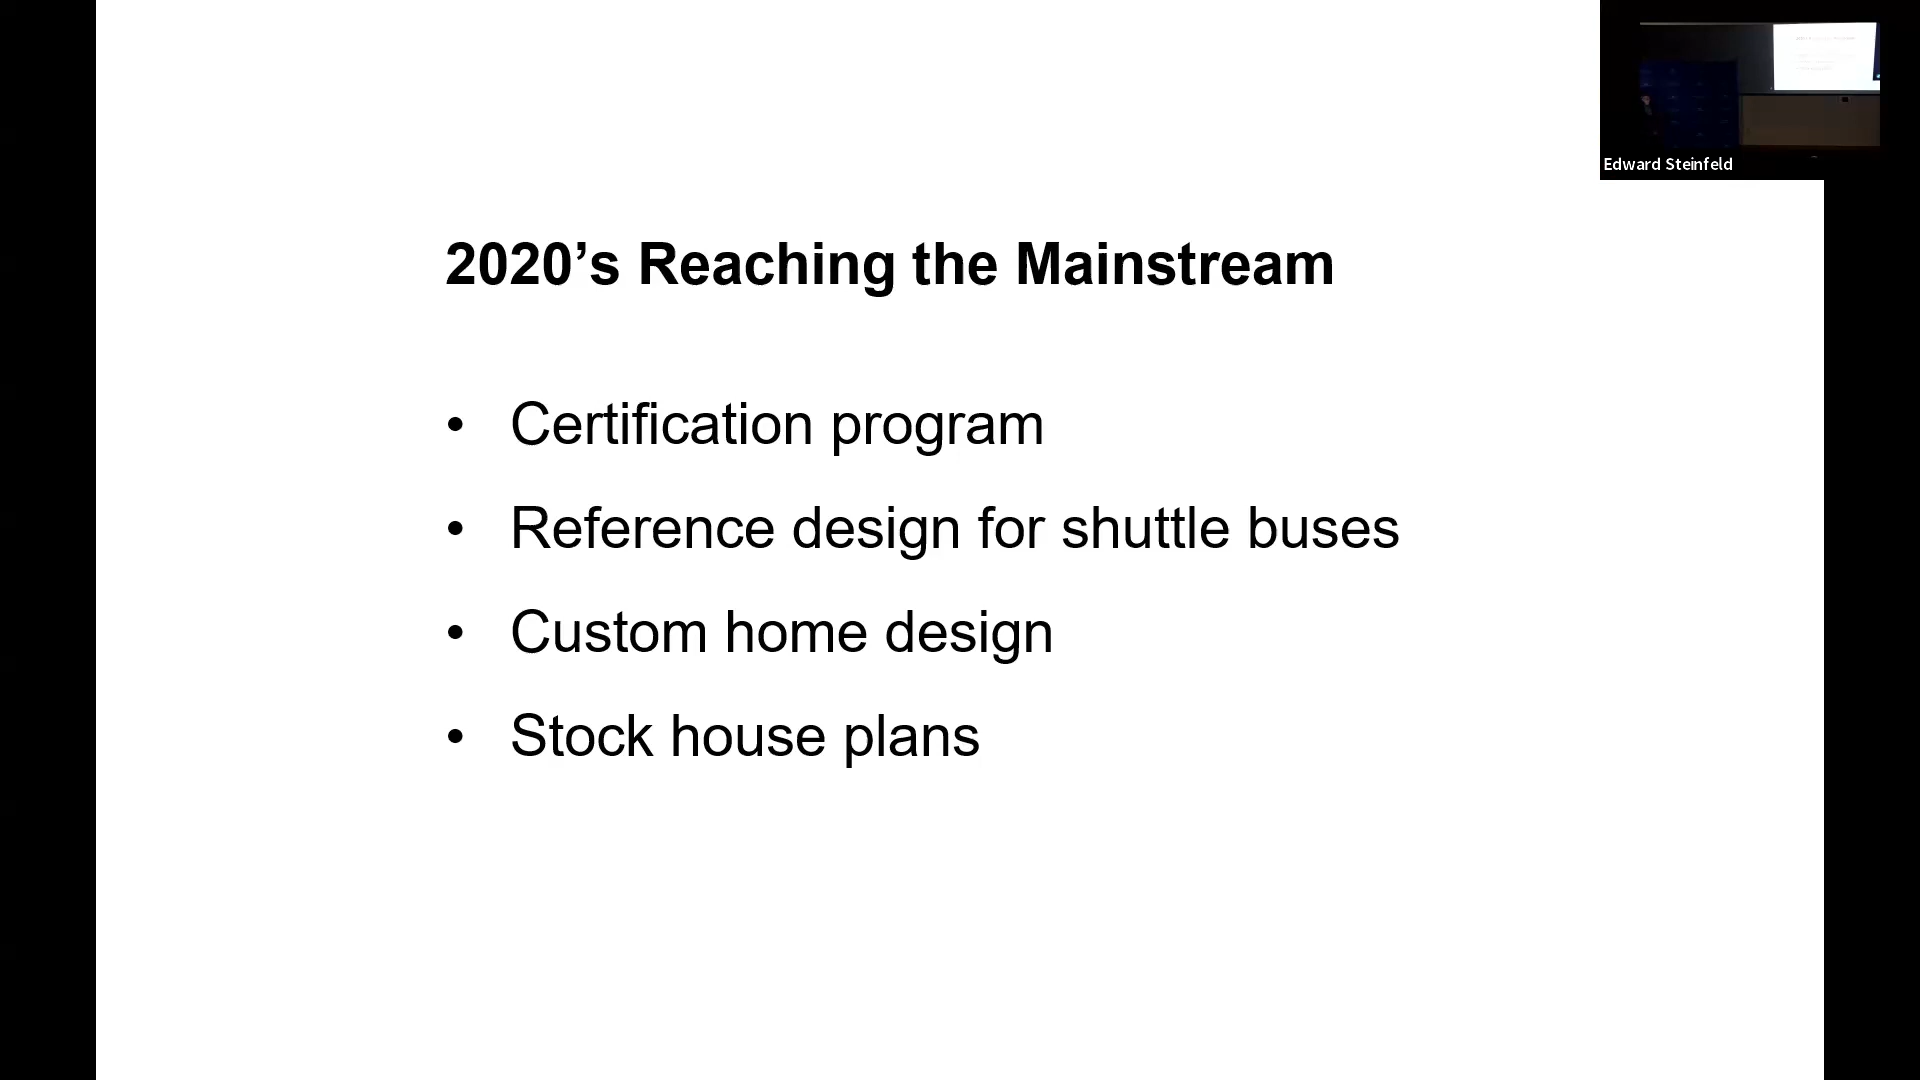 Edward Steinfeld
2020’s Reaching the Mainstream
• Certification program
• Reference design for shuttle buses
• Custom home design
• Stock house plans